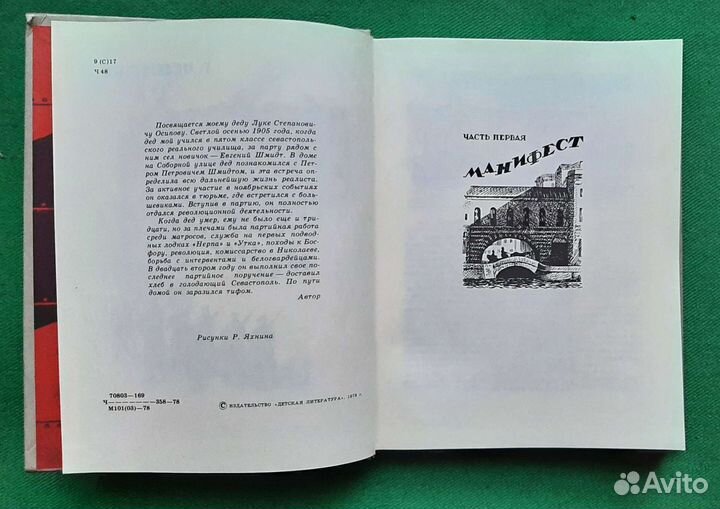 9 (С)17
Ч 48
Посвящается моему деду Луке Степанови-
чу Осипову. Светлой осенью 1905 года, когда
дед мой учился в пятом классе севастополь-
ского реального училища, за парту рядом с
ним сел новичок — Евгений Шмидт. В доме
на Соборной улице дед познакомился с Пет-
ром Петровичем Шмидтом, и эта встреча оп-
ределила всю дальнейшую жизнь реалиста.
За активное участие в ноябрьских событиях
он оказался в тюрьме, где встретился с бо-
льшевиками. Вступив в партию, он полностью
отдался революционной деятельности.
Когда дед умер, ему не было еще и три-
дцати, но за плечами была партийная работа
среди матросов, служба на первых подвод-
ных лодках «Нерпа» и «Утка», походы к Бос-
фору, революция, комиссарство в Николаеве,
борьба с интервентами и белогвардейцами.
В двадцать втором году он выполнил свое по-
следнее партийное поручение — доставил
хлеб в голодающий Севастополь. По пути
домой он заразился тифом.
Автор
Рисунки Р. Яхнина
70803—169
Ч————358—78
М101(03)—78
© ИЗДАТЕЛЬСТВО «ДЕТСКАЯ ЛИТЕРАТУРА», 1978 г.
ЧАСТЬ ПЕРВАЯ
МАНИФЕСТ
Avito